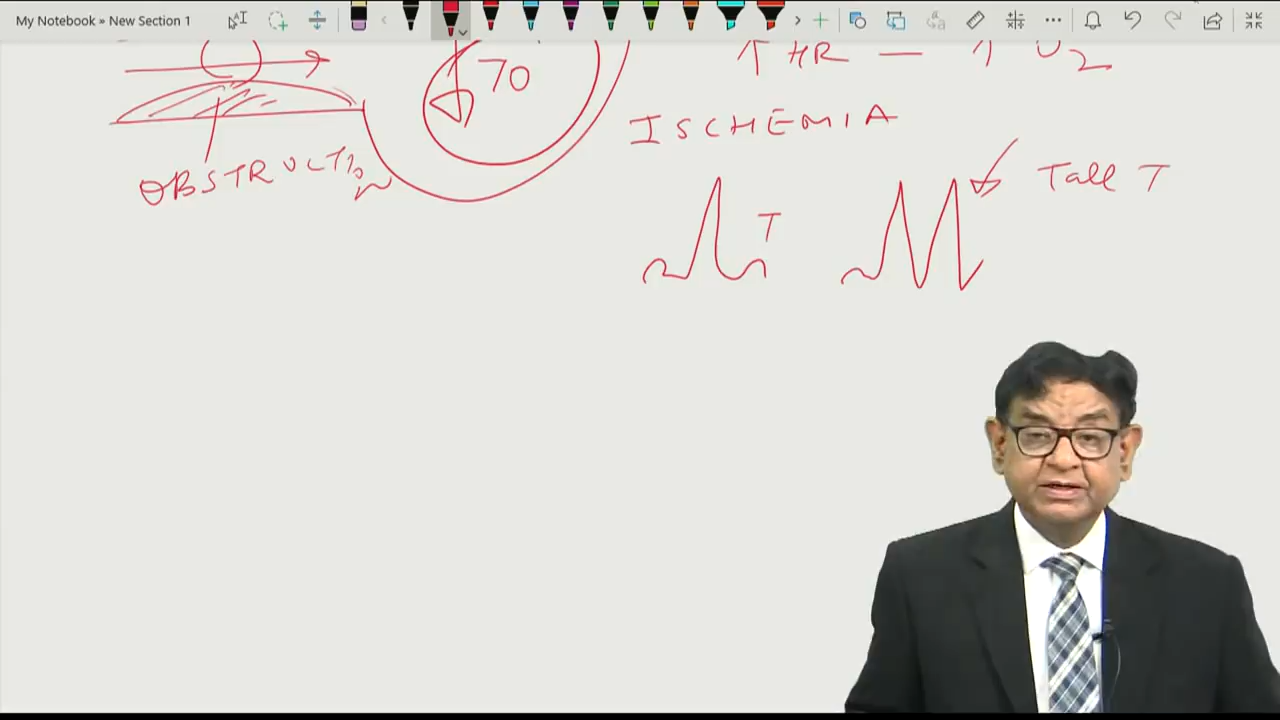 My Notebook » New Section 1
↑ HR — ↑ O2
70
ISCHEMIA
OBSTRUCTION
Tall T
T